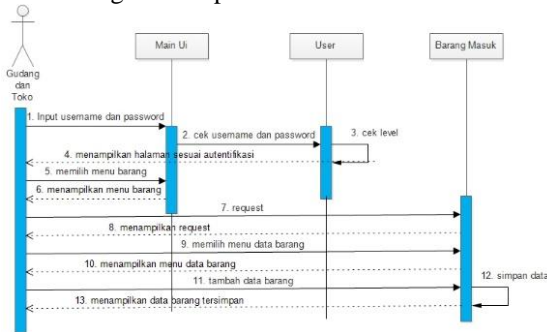 Main Ui
User
Barang Masuk
Gudang
dan
Toko
1. Input username dan password
2. cek username dan password
3. cek level
4. menampilkan halaman sesuai autentifikasi
5. memilih menu barang
6. menampilkan menu barang
7. request
8. menampilkan request
9. memilih menu data barang
10. menampilkan menu barang
11. tambah data barang
12. simpan data
13. menampilkan data barang tersimpan